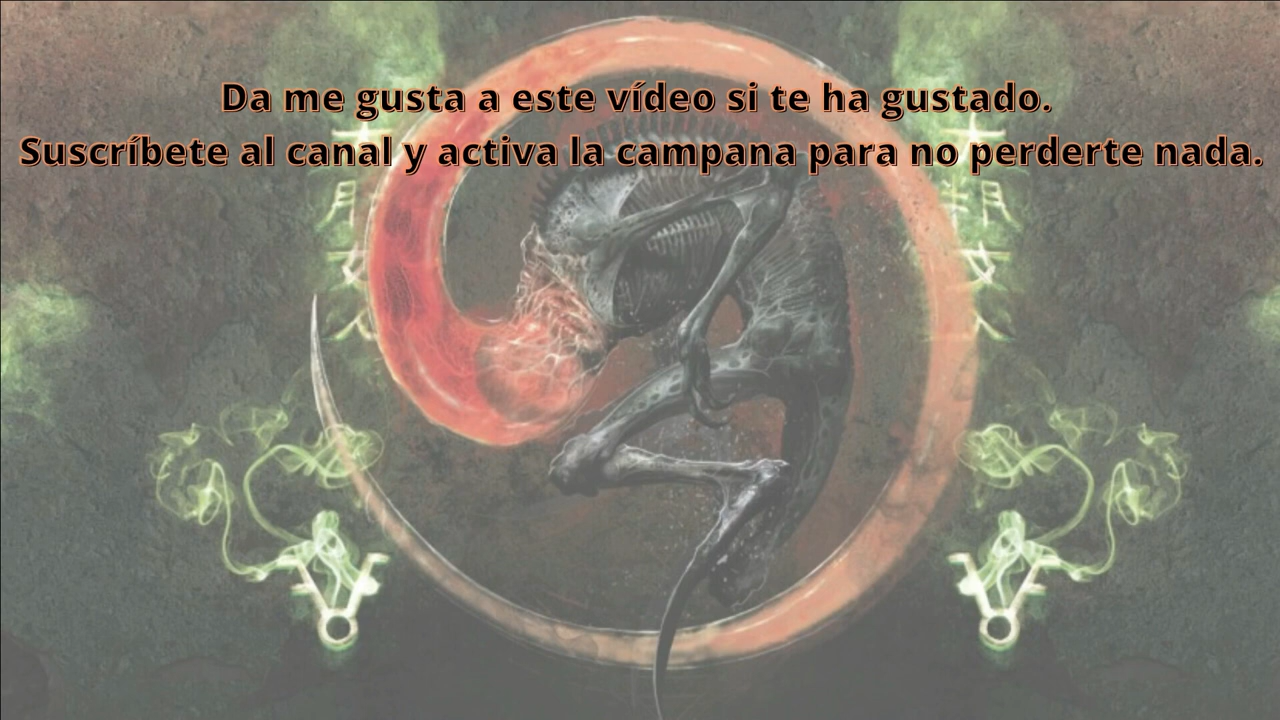 Da me gusta a este vídeo si te ha gustado.
Suscríbete al canal y activa la campana para no perderte nada.